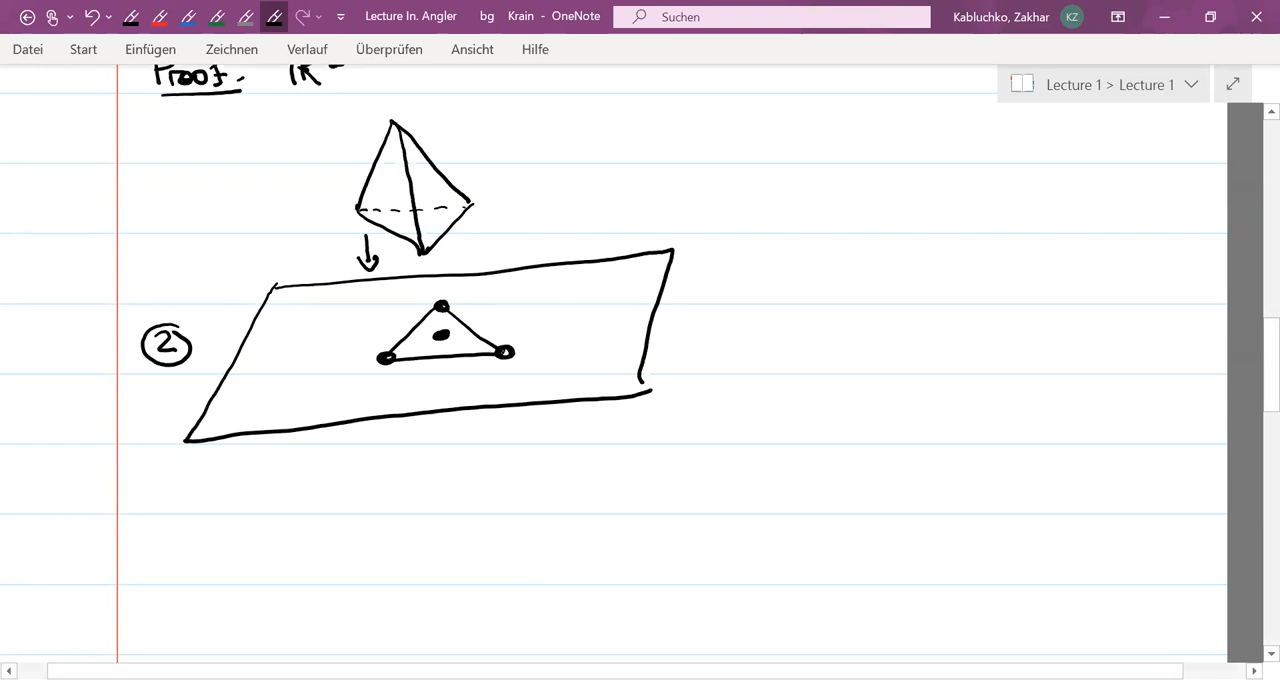 Lecture In. Angler bg Krain - OneNote
Suchen
Kabluchko, Zakhar
KZ
Datei Start Einfügen Zeichnen Verlauf Überprüfen Ansicht Hilfe
Proof. IR
Lecture 1 > Lecture 1
2